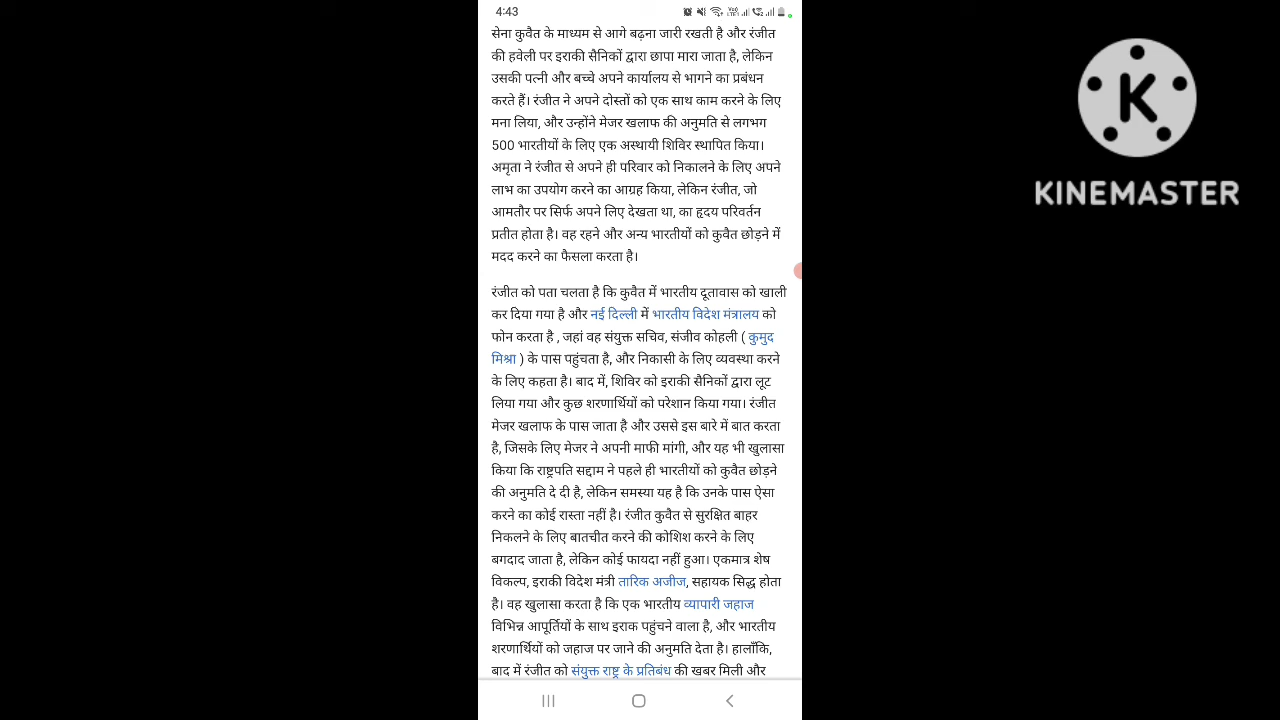 4:43
सेना कुवैत के माध्यम से आगे बढ़ना जारी रखती है और रंजीत
की हवेली पर इराकी सैनिकों द्वारा छापा मारा जाता है, लेकिन
उसकी पत्नी और बच्चे अपने कार्यालय से भागने का प्रबंधन
करते हैं। रंजीत ने अपने दोस्तों को एक साथ काम करने के लिए
मना लिया, और उन्होंने मेजर खलाफ की अनुमति से लगभग
500 भारतीयों के लिए एक अस्थायी शिविर स्थापित किया।
अमृता ने रंजीत से अपने ही परिवार को निकालने के लिए अपने
लाभ का उपयोग करने का आग्रह किया, लेकिन रंजीत, जो
आमतौर पर सिर्फ अपने लिए देखता था, का हृदय परिवर्तन
प्रतीत होता है। वह रहने और अन्य भारतीयों को कुवैत छोड़ने में
मदद करने का फैसला करता है।
रंजीत को पता चलता है कि कुवैत में भारतीय दूतावास को खाली
कर दिया गया है और नई दिल्ली में भारतीय विदेश मंत्रालय को
फोन करता है , जहां वह संयुक्त सचिव, संजीव कोहली ( कुमुद
मिश्रा ) के पास पहुंचता है, और निकासी के लिए व्यवस्था करने
के लिए कहता है। बाद में, शिविर को इराकी सैनिकों द्वारा लूट
लिया गया और कुछ शरणार्थियों को परेशान किया गया। रंजीत
मेजर खलाफ के पास जाता है और उससे इस बारे में बात करता
है, जिसके लिए मेजर ने अपनी माफी मांगी, और यह भी खुलासा
किया कि राष्ट्रपति सद्दाम ने पहले ही भारतीयों को कुवैत छोड़ने
की अनुमति दे दी है, लेकिन समस्या यह है कि उनके पास ऐसा
करने का कोई रास्ता नहीं है। रंजीत कुवैत से सुरक्षित बाहर
निकलने के लिए बातचीत करने की कोशिश करने के लिए
बगदाद जाता है, लेकिन कोई फायदा नहीं हुआ। एकमात्र शेष
विकल्प, इराकी विदेश मंत्री तारिक अजीज, सहायक सिद्ध होता
है। वह खुलासा करता है कि एक भारतीय व्यापारी जहाज
विभिन्न आपूर्तियों के साथ इराक पहुंचने वाला है, और भारतीय
शरणार्थियों को जहाज पर जाने की अनुमति देता है। हालाँकि,
बाद में रंजीत को संयुक्त राष्ट्र के प्रतिबंध की खबर मिली और
K
KINEMASTER